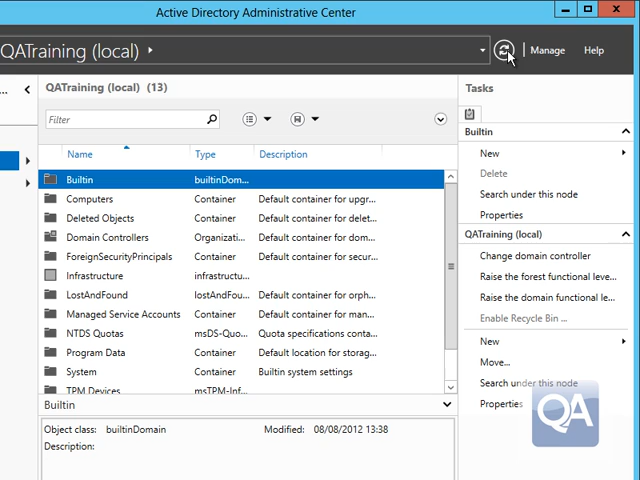 Active Directory Administrative Center
QATraining (local)
Manage
Help
...
QATraining (local) (13)
Filter
Name Type Description
Builtin builtinDom...
Computers Container Default container for upgr...
Deleted Objects Container Default container for delet...
Domain Controllers Organizati... Default container for dom...
ForeignSecurityPrincipals Container Default container for secur...
Infrastructure infrastructu...
LostAndFound lostAndFou... Default container for orph...
Managed Service Accounts Container Default container for man...
NTDS Quotas msDS-Quo... Quota specifications conta...
Program Data Container Default location for storag...
System Container Builtin system settings
TPM Devices msTPM-Inf...
Builtin
Object class: builtinDomain Modified: 08/08/2012 13:38
Description:
Tasks
Builtin
New
Delete
Search under this node
Properties
QATraining (local)
Change domain controller
Raise the forest functional leve...
Raise the domain functional le...
Enable Recycle Bin ...
New
Move...
Search under this node
Properties
QA